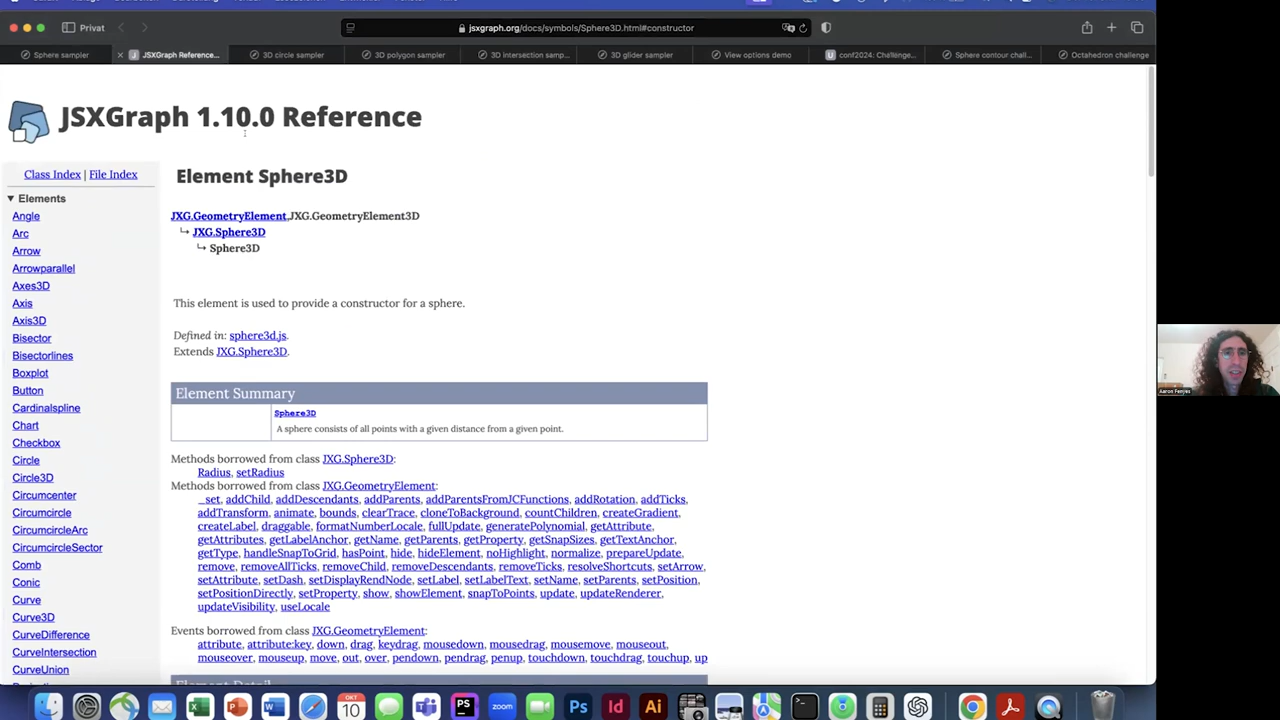 Privat
jsxgraph.org/docs/symbols/Sphere3D.html#constructor
Sphere sampler
JSXGraph Reference...
3D circle sampler
3D polygon sampler
3D intersection samp...
3D glider sampler
View options demo
conf2024: Challenge...
Sphere contour chall...
Octahedron challenge
JSXGraph 1.10.0 Reference
Class Index | File Index
▼ Elements
Angle
Arc
Arrow
Arrowparallel
Axes3D
Axis
Axis3D
Bisector
Bisectorlines
Boxplot
Button
Cardinalspline
Chart
Checkbox
Circle
Circle3D
Circumcenter
Circumcircle
CircumcircleArc
CircumcircleSector
Comb
Conic
Curve
Curve3D
CurveDifference
CurveIntersection
CurveUnion
Element Sphere3D
JXG.GeometryElement,JXG.GeometryElement3D
↳ JXG.Sphere3D
↳ Sphere3D
This element is used to provide a constructor for a sphere.
Defined in: sphere3d.js.
Extends JXG.Sphere3D.
Element Summary
Sphere3D
A sphere consists of all points with a given distance from a given point.
Methods borrowed from class JXG.Sphere3D:
Radius, setRadius
Methods borrowed from class JXG.GeometryElement:
_set, addChild, addDescendants, addParents, addParentsFromJCFunctions, addRotation, addTicks,
addTransform, animate, bounds, clearTrace, cloneToBackground, countChildren, createGradient,
createLabel, draggable, formatNumberLocale, fullUpdate, generatePolynomial, getAttribute,
getAttributes, getLabelAnchor, getName, getParents, getProperty, getSnapSizes, getTextAnchor,
getType, handleSnapToGrid, hasPoint, hide, hideElement, noHighlight, normalize, prepareUpdate,
remove, removeAllTicks, removeChild, removeDescendants, removeTicks, resolveShortcuts, setArrow,
setAttribute, setDash, setDisplayRendNode, setLabel, setLabelText, setName, setParents, setPosition,
setPositionDirectly, setProperty, show, showElement, snapToPoints, update, updateRenderer,
updateVisibility, useLocale
Events borrowed from class JXG.GeometryElement:
attribute, attribute:key, down, drag, keydrag, mousedown, mousedrag, mousemove, mouseout,
mouseover, mouseup, move, out, over, pendown, pendrag, penup, touchdown, touchdrag, touchup, up
Element Detail
Aaron Fenyes
OKT
10
PS
zoom
Ps
Id
Ai